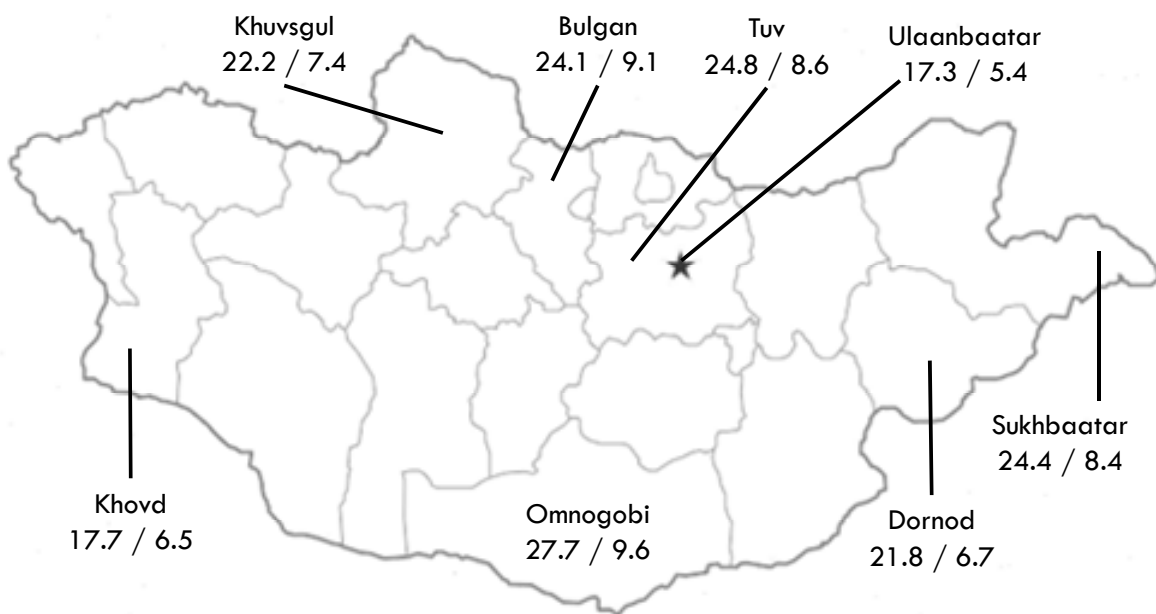 Khuvsgul
22.2 / 7.4
Bulgan
24.1 / 9.1
Tuv
24.8 / 8.6
Ulaanbaatar
17.3 / 5.4
Sukhbaatar
24.4 / 8.4
Khovd
17.7 / 6.5
Omnogobi
27.7 / 9.6
Dornod
21.8 / 6.7